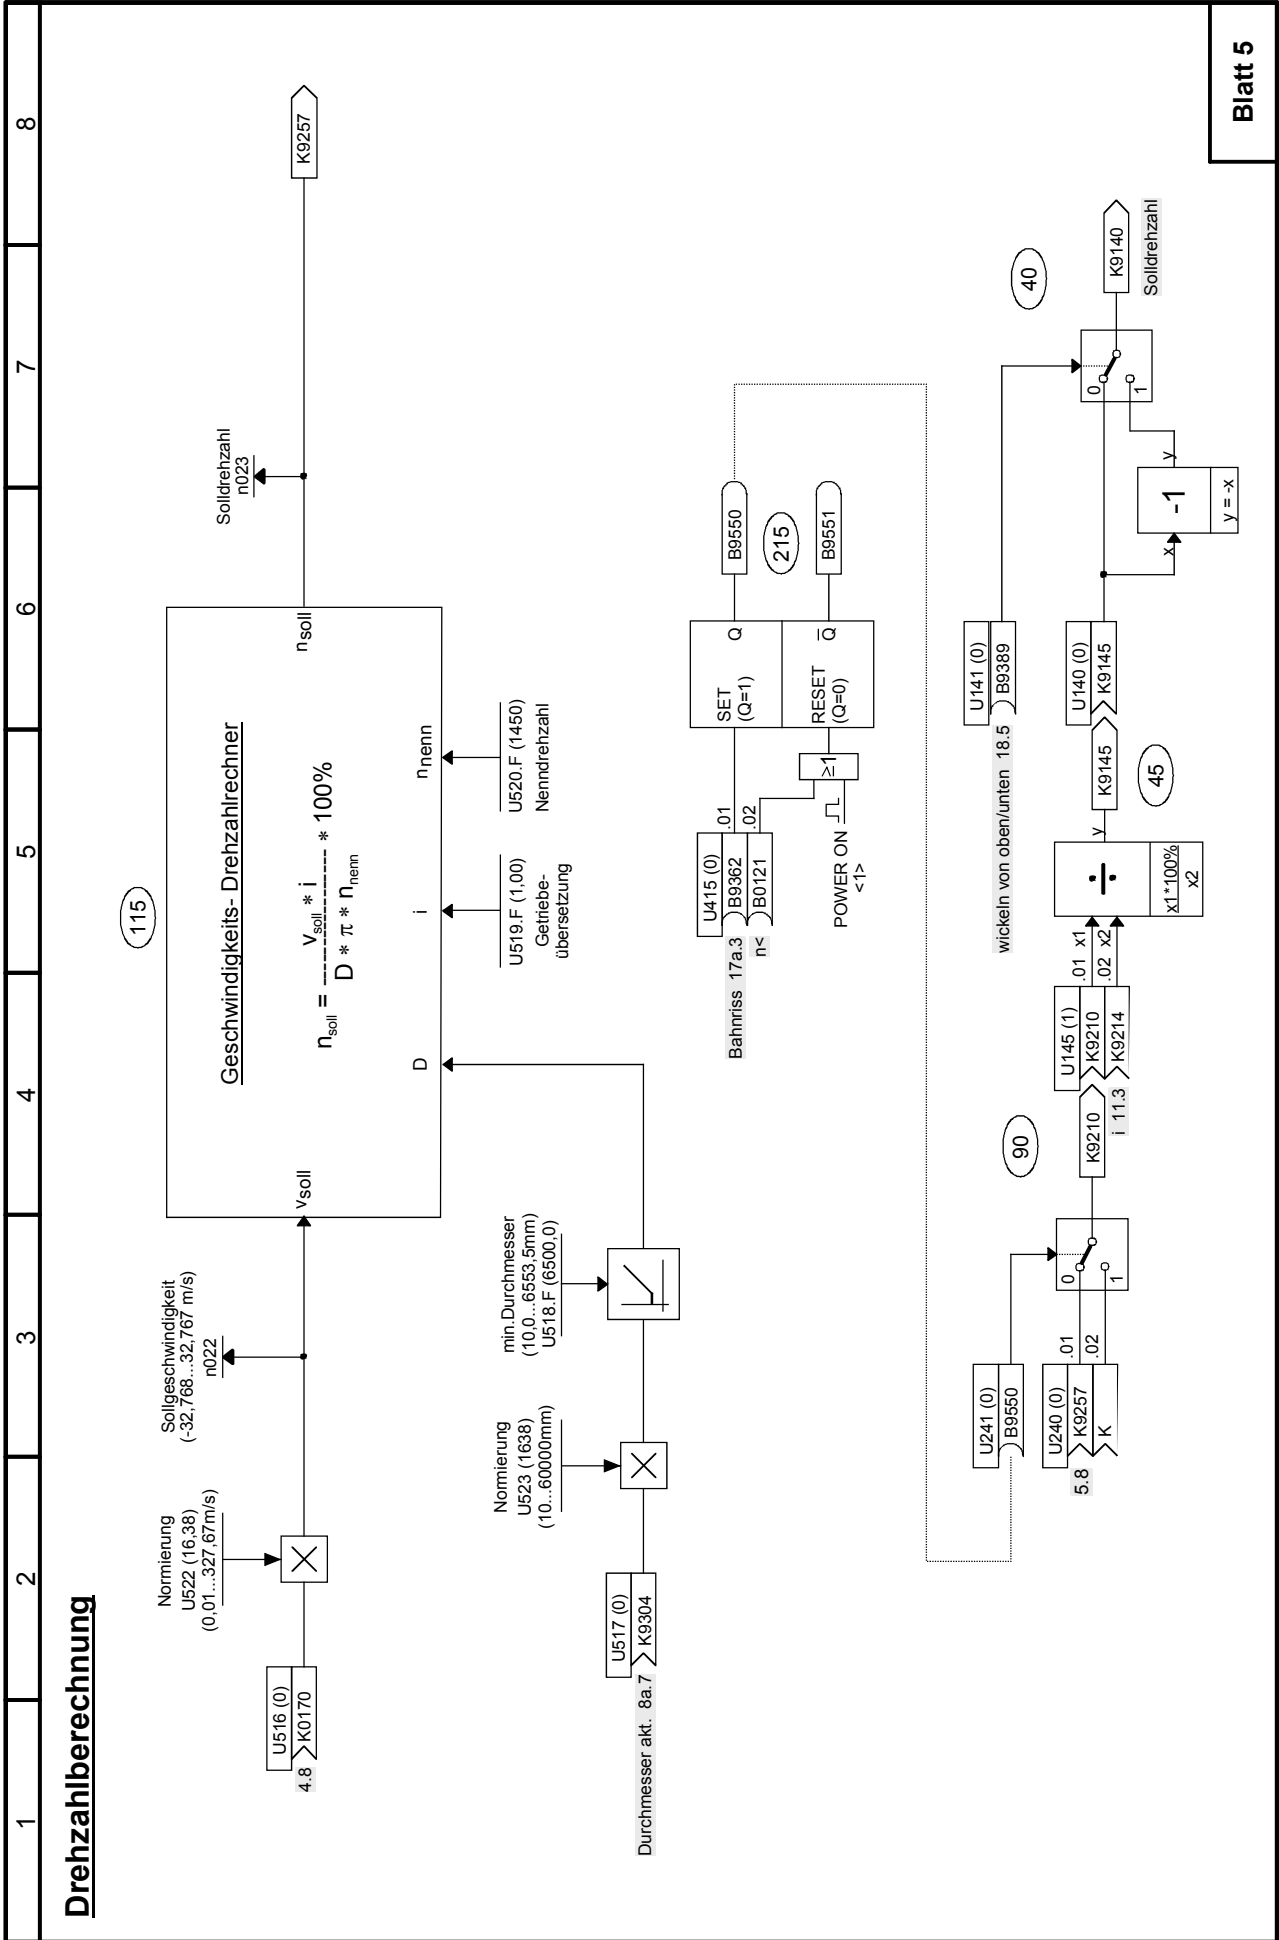 1
2
3
4
5
6
7
8
Drehzahlberechnung
U516 (0)
K0170
4.8
Normierung
U522 (16,38)
(0,01...327,67m/s)
Sollgeschwindigkeit
(-32,768...32,767 m/s)
n022
115
Geschwindigkeits- Drehzahlrechner
vsoll
nsoll
nsoll = vsoll * i / D * π * nnenn * 100%
D
i
nnenn
Solldrehzahl
n023
K9257
U519.F (1,00)
Getriebe-
übersetzung
U520.F (1450)
Nenndrehzahl
U517 (0)
K9304
Durchmesser akt. 8a.7
Normierung
U523 (1638)
(10...60000mm)
min.Durchmesser
(10,0...6553,5mm)
U518.F (6500,0)
U415 (0)
B9362
.01
B0121
.02
Bahnriss 17a.3
n<
POWER ON
<1>
≥1
SET
(Q=1)
Q
RESET
(Q=0)
Q̅
B9550
215
B9551
U241 (0)
B9550
U240 (0)
K9257
.01
K
.02
5.8
0
1
90
K9210
U145 (1)
K9210
.01 x1
K9214
.02 x2
i 11.3
÷
x1*100%
x2
y
K9145
45
wickeln von oben/unten 18.5
U141 (0)
B9389
U140 (0)
K9145
x
-1
y
y = -x
0
1
40
K9140
Solldrehzahl
Blatt 5